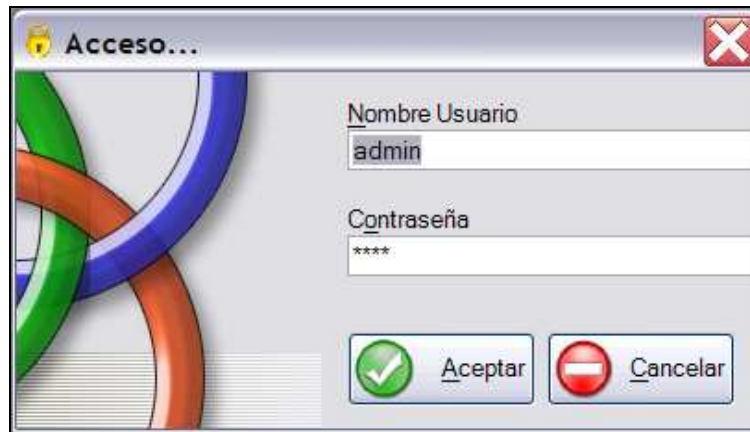 Acceso...
Nombre Usuario
admin
Contraseña
****
Aceptar Cancelar